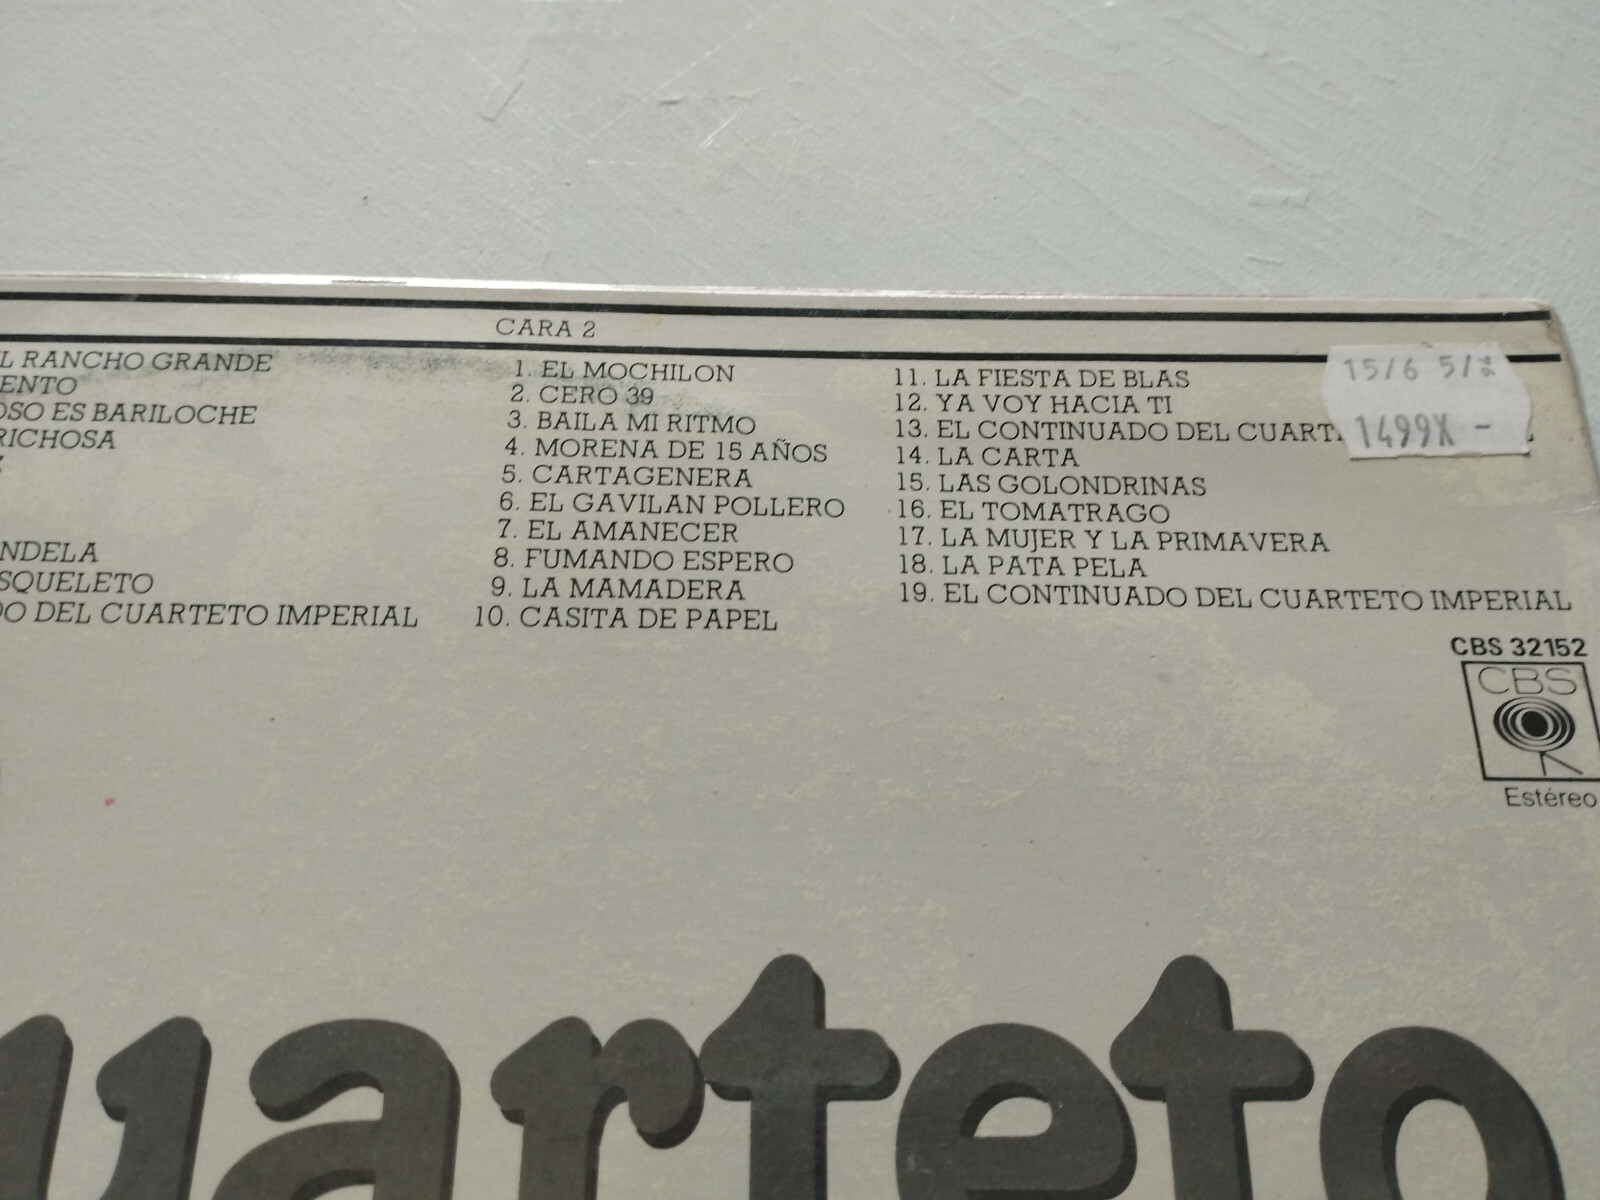 CARA 2
L RANCHO GRANDE
ENTO
OSO ES BARILOCHE
RICHOSA
NDELA
SQUELETO
DO DEL CUARTETO IMPERIAL
1. EL MOCHILON
2. CERO 39
3. BAILA MI RITMO
4. MORENA DE 15 AÑOS
5. CARTAGENERA
6. EL GAVILAN POLLERO
7. EL AMANECER
8. FUMANDO ESPERO
9. LA MAMADERA
10. CASITA DE PAPEL
11. LA FIESTA DE BLAS
12. YA VOY HACIA TI
13. EL CONTINUADO DEL CUART
14. LA CARTA
15. LAS GOLONDRINAS
16. EL TOMATRAGO
17. LA MUJER Y LA PRIMAVERA
18. LA PATA PELA
19. EL CONTINUADO DEL CUARTETO IMPERIAL
15/6 5/
1499X -
CBS 32152
CBS
Estéreo
uarteto